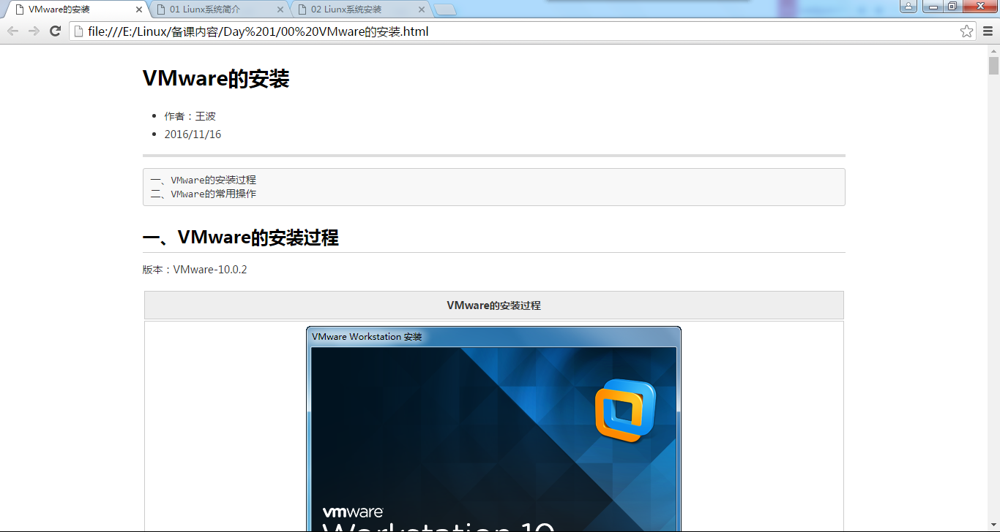 VMware的安装
01 Liunx系统简介
02 Liunx系统安装
file:///E:/Linux/备课内容/Day%201/00%20VMware的安装.html
VMware的安装
作者：王波
2016/11/16
一、VMware的安装过程
二、VMware的常用操作
一、VMware的安装过程
版本：VMware-10.0.2
VMware的安装过程
VMware Workstation 安装
vmware
Workstation 10